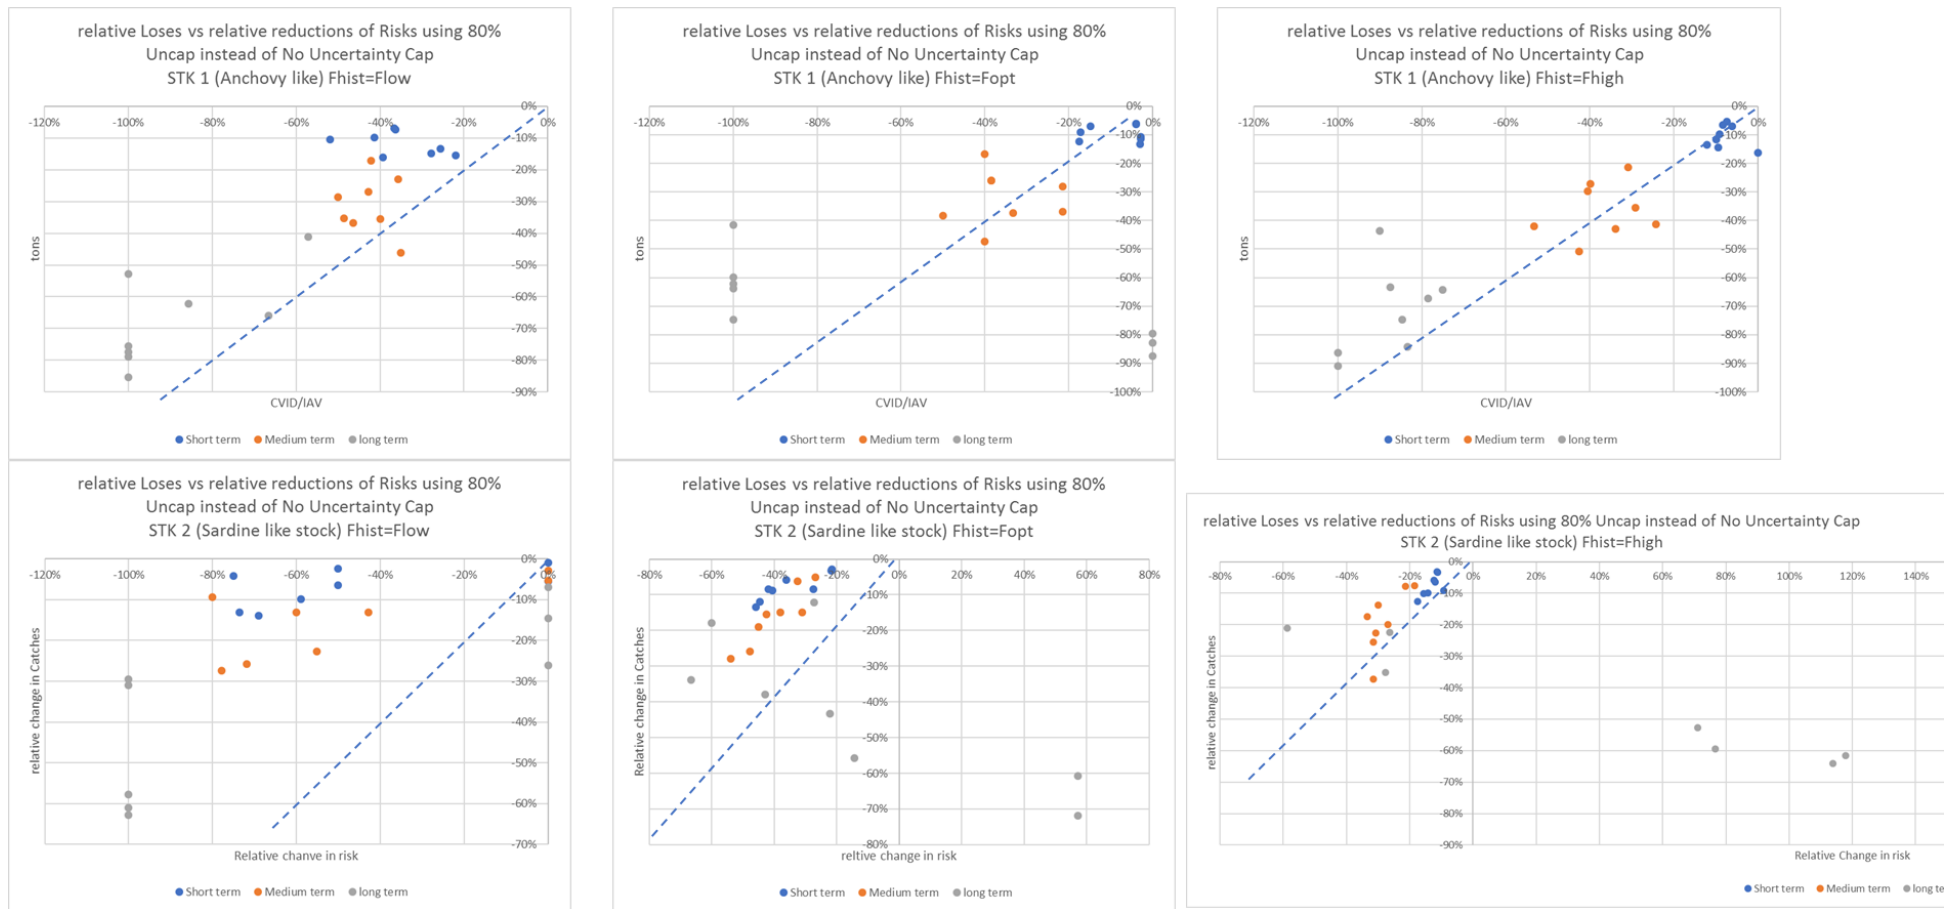 relative Loses vs relative reductions of Risks using 80%
Uncap instead of No Uncertainty Cap
STK 1 (Anchovy like) Fhist=Flow
-120% -100% -80% -60% -40% -20% 0%
0%
-10%
-20%
-30%
-40%
-50%
-60%
-70%
-80%
-90%
tons
CVID/IAV
Short term Medium term long term
relative Loses vs relative reductions of Risks using 80%
Uncap instead of No Uncertainty Cap
STK 1 (Anchovy like) Fhist=Fopt
-120% -100% -80% -60% -40% -20% 0%
0%
-10%
-20%
-30%
-40%
-50%
-60%
-70%
-80%
-90%
-100%
tons
CVID/IAV
Short term Medium term long term
relative Loses vs relative reductions of Risks using 80%
Uncap instead of No Uncertainty Cap
STK 1 (Anchovy like) Fhist=Fhigh
-120% -100% -80% -60% -40% -20% 0%
0%
-10%
-20%
-30%
-40%
-50%
-60%
-70%
-80%
-90%
-100%
tons
CVID/IAV
Short term Medium term long term
relative Loses vs relative reductions of Risks using 80%
Uncap instead of No Uncertainty Cap
STK 2 (Sardine like stock) Fhist=Flow
-120% -100% -80% -60% -40% -20% 0%
0%
-10%
-20%
-30%
-40%
-50%
-60%
-70%
relative change in Catches
Relative chanve in risk
Short term Medium term long term
relative Loses vs relative reductions of Risks using 80%
Uncap instead of No Uncertainty Cap
STK 2 (Sardine like stock) Fhist=Fopt
-80% -60% -40% -20% 0% 20% 40% 60% 80%
0%
-10%
-20%
-30%
-40%
-50%
-60%
-70%
-80%
Relative change in Catches
reltive change in risk
Short term Medium term long term
relative Loses vs relative reductions of Risks using 80% Uncap instead of No Uncertainty Cap
STK 2 (Sardine like stock) Fhist=Fhigh
-80% -60% -40% -20% 0% 20% 40% 60% 80% 100% 120% 140%
0%
-10%
-20%
-30%
-40%
-50%
-60%
-70%
-80%
-90%
relative change in Catches
Relative Change in risk
Short term Medium term long te